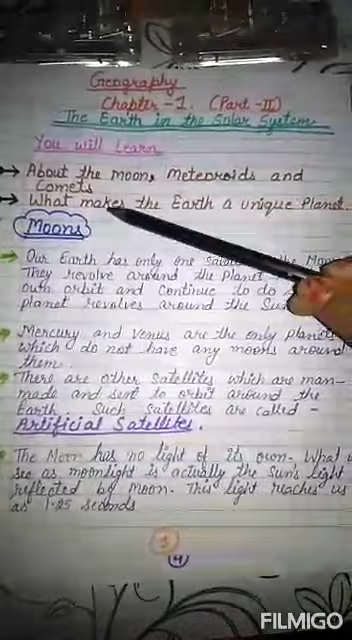 Geography
Chapter-1. (Part-II)
The Earth in the Solar System
You will Learn
→ About the moon, Meteoroids and
Comets
→ What makes the Earth a unique Planet.
Moons
→ Our Earth has only one the Moon
They revolve around the planet
outh orbit and continue to do
planet revolves around the Sun
Mercury and Venus are the only planets
which do not have any moons around
them.
There are other satellites which are man-
made and sent to orbit around the
Earth. Such satellites are called -
Artificial Satellites.
The Moon has no light of its own. What
see as moonlight is actually the Sun's light
reflected by Moon. This light reaches us
as 1.25 seconds
4
FILMIGO